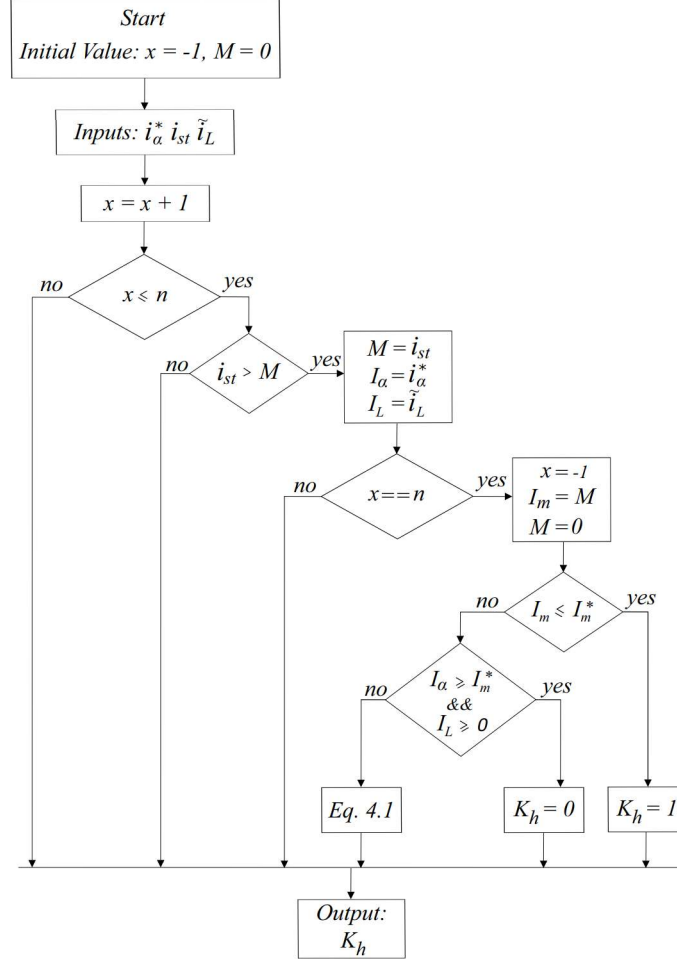 Start
Initial Value: x = -1, M = 0
Inputs: i*α ist ĩL
x = x + 1
no
yes
x ⩽ n
no
yes
ist > M
M = ist
Iα = i*α
IL = ĩL
no
yes
x == n
x = -1
Im = M
M = 0
no
yes
Im ⩽ I*m
no
yes
Iα ⩾ I*m
&&
IL ⩾ 0
Eq. 4.1
Kh = 0
Kh = 1
Output:
Kh